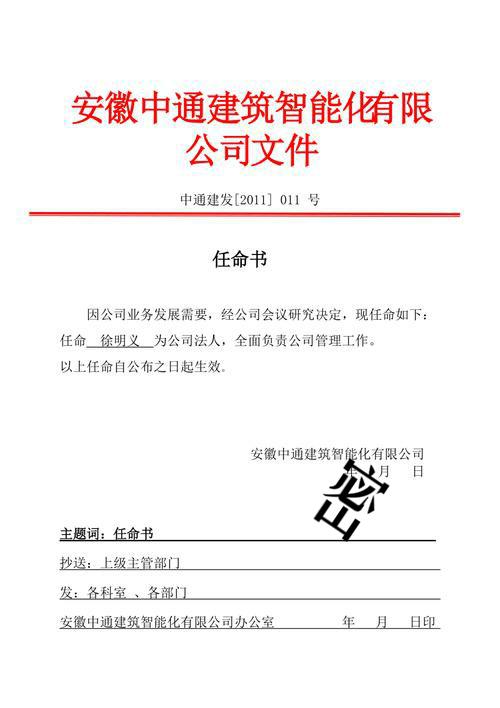 安徽中通建筑智能化有限
公司文件
中通建发[2011] 011 号
任命书
因公司业务发展需要，经公司会议研究决定，现任命如下：
任命 徐明义 为公司法人，全面负责公司管理工作。
以上任命自公布之日起生效。
安徽中通建筑智能化有限公司
年 月 日
密
主题词：任命书
抄送：上级主管部门
发：各科室 、各部门
安徽中通建筑智能化有限公司办公室 年 月 日印